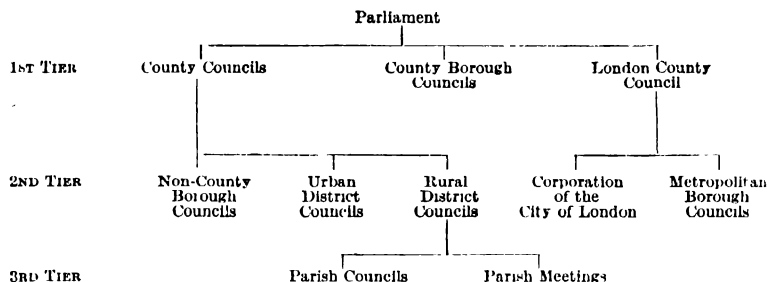 Parliament
1ST TIER County Councils County Borough London County
Councils Council
2ND TIER Non-County Urban Rural Corporation Metropolitan
Borough District District of the Borough
Councils Councils Councils City of London Councils
Parish Councils Parish Meetings
3RD TIER